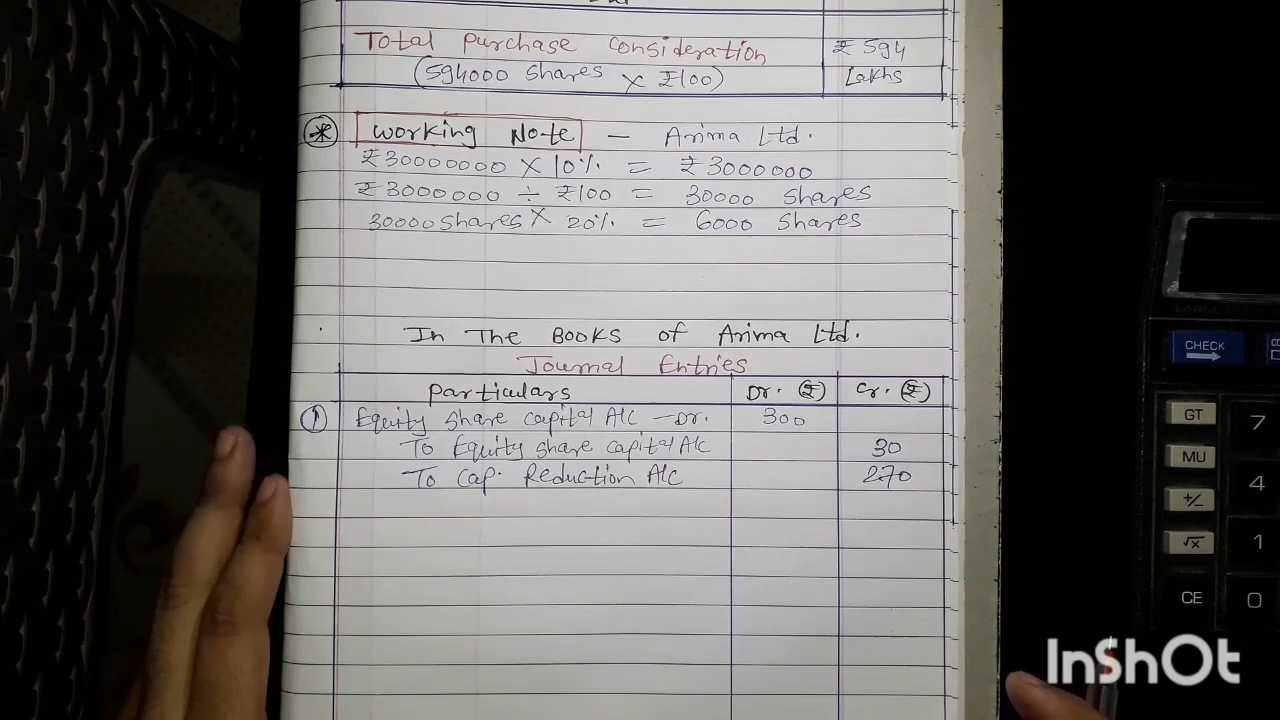 Total Purchase Consideration ₹ 594
(594000 Shares × ₹100) Lakhs
* Working Note - Arima Ltd.
₹30000000 × 10% = ₹3000000
₹3000000 ÷ ₹100 = 30000 Shares
30000 Shares × 20% = 6000 Shares
In The Books of Arima Ltd.
Journal Entries
Particulars Dr. (₹) Cr. (₹)
1 Equity Share capital A/c - Dr. 300
To Equity share capital A/c 30
To Cap. Reduction A/c 270
CHECK
GT 7
MU 4
+/-
√x 1
CE 0
InShOt